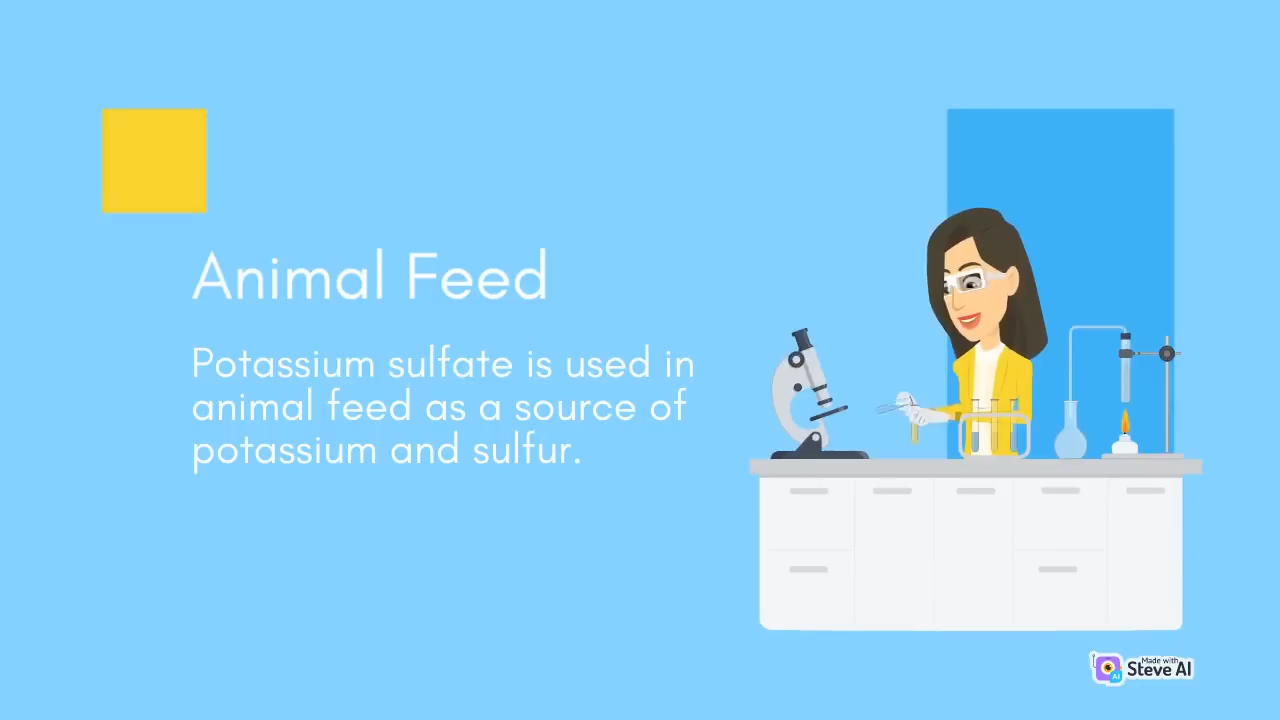 Animal Feed
Potassium sulfate is used in
animal feed as a source of
potassium and sulfur.
Made with
Steve AI
AI